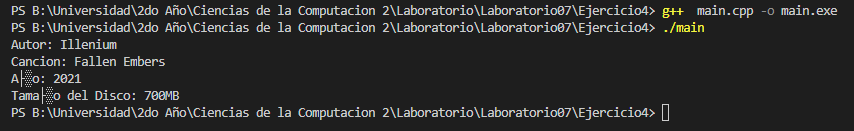 PS B:\Universidad\2do Año\Ciencias de la Computacion 2\Laboratorio\Laboratorio07\Ejercicio4> g++  main.cpp -o main.exe
PS B:\Universidad\2do Año\Ciencias de la Computacion 2\Laboratorio\Laboratorio07\Ejercicio4> ./main
Autor: Illenium
Cancion: Fallen Embers
A├▒o: 2021
Tama├▒o del Disco: 700MB
PS B:\Universidad\2do Año\Ciencias de la Computacion 2\Laboratorio\Laboratorio07\Ejercicio4>